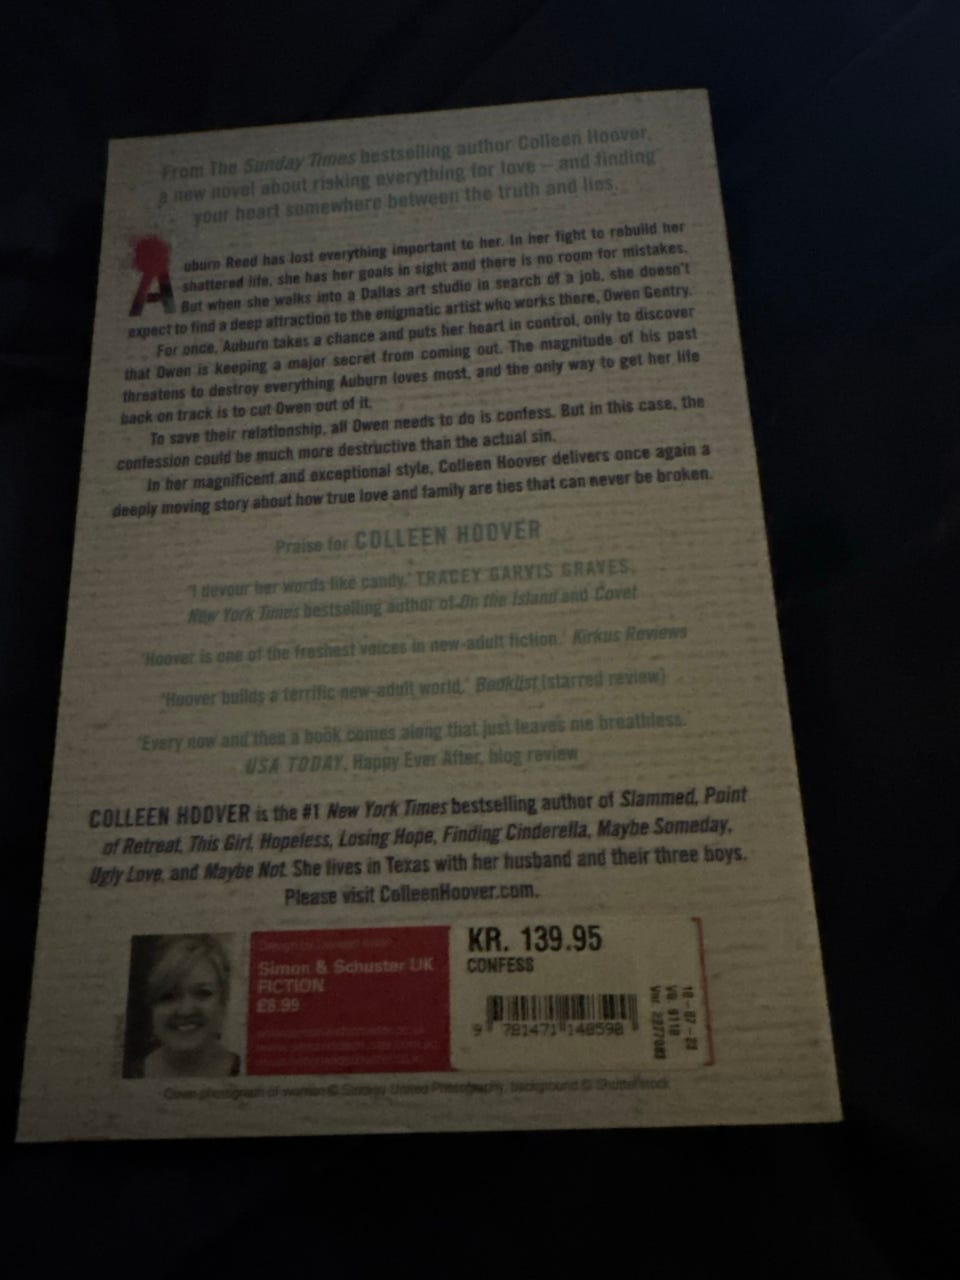 From The Sunday Times bestselling author Colleen Hoover,
a new novel about risking everything for love – and finding
your heart somewhere between the truth and lies.
Auburn Reed has lost everything important to her. In her fight to rebuild her
shattered life, she has her goals in sight and there is no room for mistakes.
But when she walks into a Dallas art studio in search of a job, she doesn't
expect to find a deep attraction to the enigmatic artist who works there, Owen Gentry.
For once, Auburn takes a chance and puts her heart in control, only to discover
that Owen is keeping a major secret from coming out. The magnitude of his past
threatens to destroy everything Auburn loves most, and the only way to get her life
back on track is to cut Owen out of it.
To save their relationship, all Owen needs to do is confess. But in this case, the
confession could be much more destructive than the actual sin.
In her magnificent and exceptional style, Colleen Hoover delivers once again a
deeply moving story about how true love and family are ties that can never be broken.
Praise for COLLEEN HOOVER
'I devour her words like candy.' TRACEY GARVIS GRAVES,
New York Times bestselling author of On the Island and Covet
'Hoover is one of the freshest voices in new-adult fiction.' Kirkus Reviews
'Hoover builds a terrific new-adult world.' Booklist (starred review)
'Every now and then a book comes along that just leaves me breathless.'
USA TODAY, Happy Ever After, blog review
COLLEEN HOOVER is the #1 New York Times bestselling author of Slammed, Point
of Retreat, This Girl, Hopeless, Losing Hope, Finding Cinderella, Maybe Someday,
Ugly Love, and Maybe Not. She lives in Texas with her husband and their three boys.
Please visit ColleenHoover.com.
Simon & Schuster UK
FICTION
£8.99
KR. 139.95
CONFESS
9 781471 148590
Cover photograph of woman © United Photography, background © Shutterstock